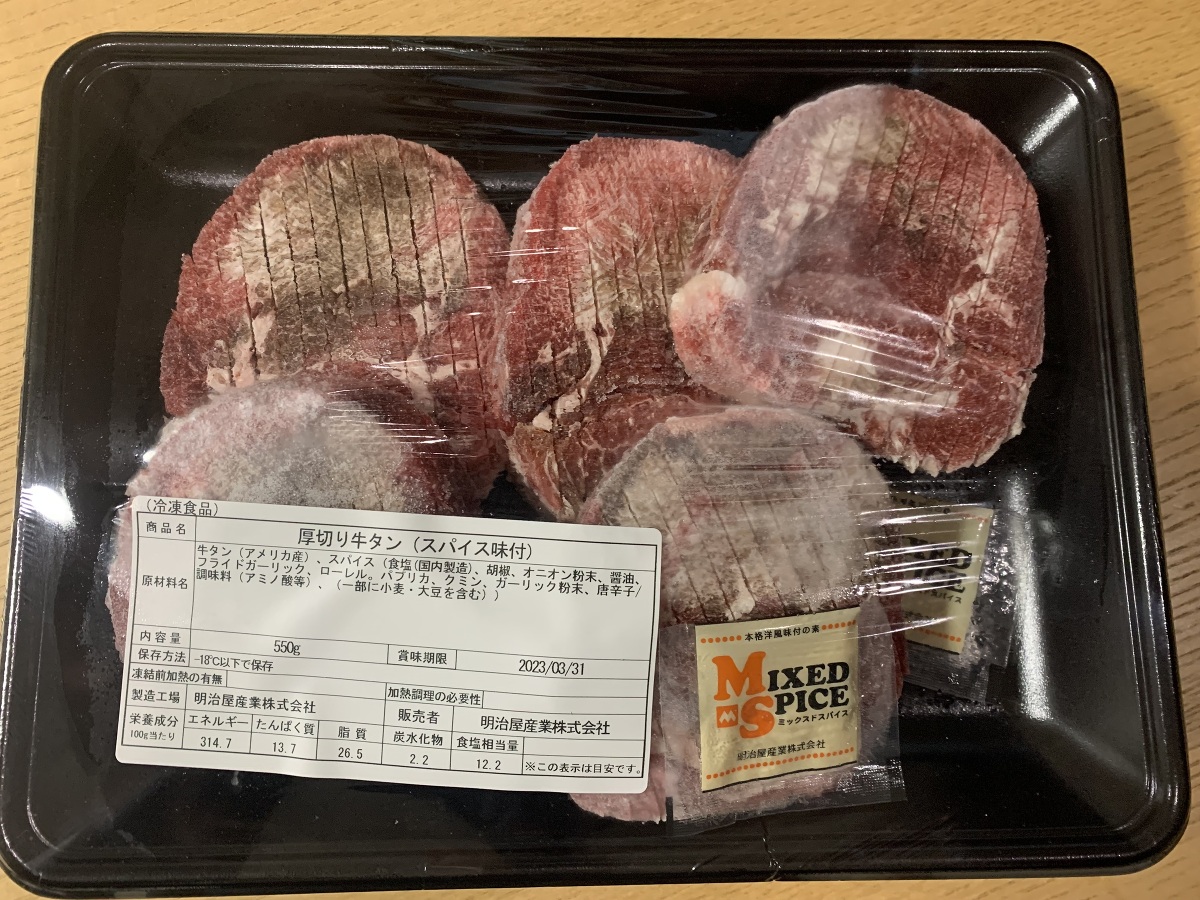 (冷凍食品)
商品名 厚切り牛タン(スパイス味付)
原材料名 牛タン(アメリカ産)、スパイス(食塩(国内製造)、胡椒、オニオン粉末、醤油、
フライドガーリック、ローレル。パプリカ、クミン、ガーリック粉末、唐辛子/
調味料(アミノ酸等)、(一部に小麦・大豆を含む))
内容量 550g 賞味期限 2023/03/31
保存方法 -18℃以下で保存
凍結前加熱の有無 加熱調理の必要性
製造工場 明治屋産業株式会社 販売者 明治屋産業株式会社
栄養成分 エネルギー たんぱく質 脂質 炭水化物 食塩相当量
100g当たり 314.7 13.7 26.5 2.2 12.2 ※この表示は目安です。
本格洋風味付の素
MIXED
SPICE
ミックスドスパイス
明治屋産業株式会社